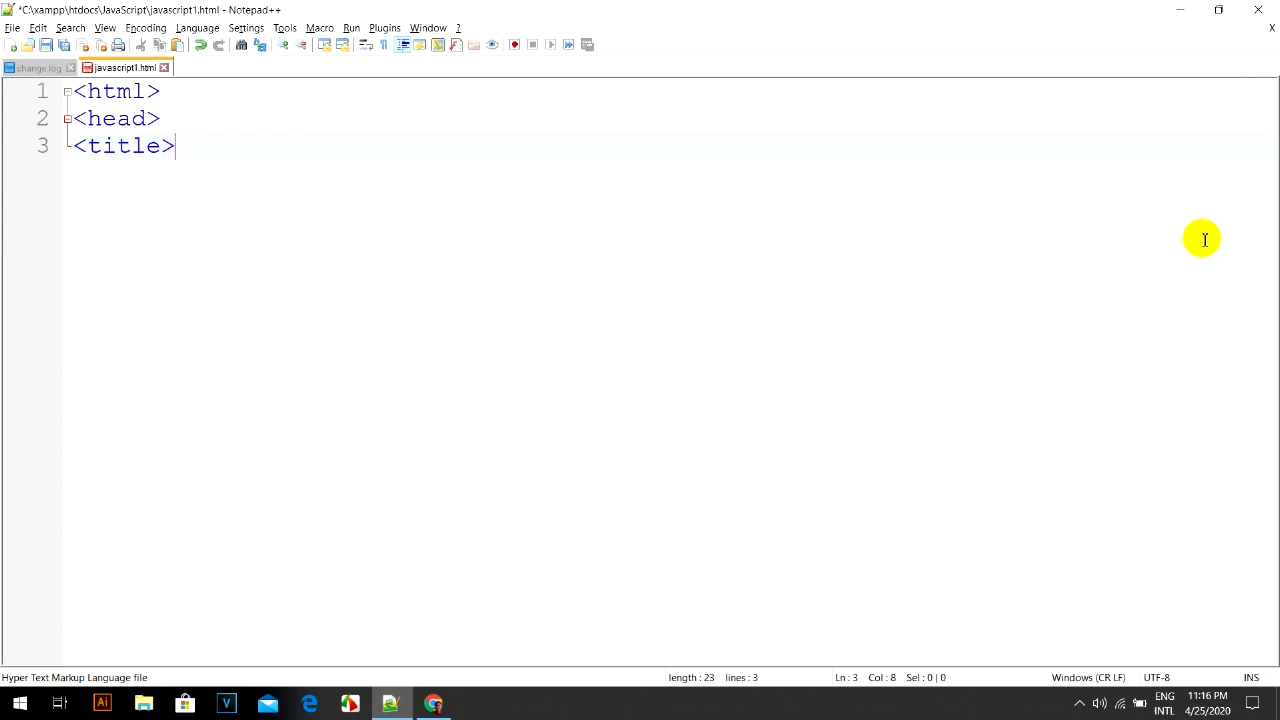 *C:\xampp\htdocs\JavaScript\javascript1.html - Notepad++
File Edit Search View Encoding Language Settings Tools Macro Run Plugins Window ? X
change.log javascript1.html
1 <html>
2 <head>
3 <title>
Hyper Text Markup Language file length : 23 lines : 3 Ln : 3 Col : 8 Sel : 0 | 0 Windows (CR LF) UTF-8 INS
Ai V ENG 11:16 PM
INTL 4/25/2020